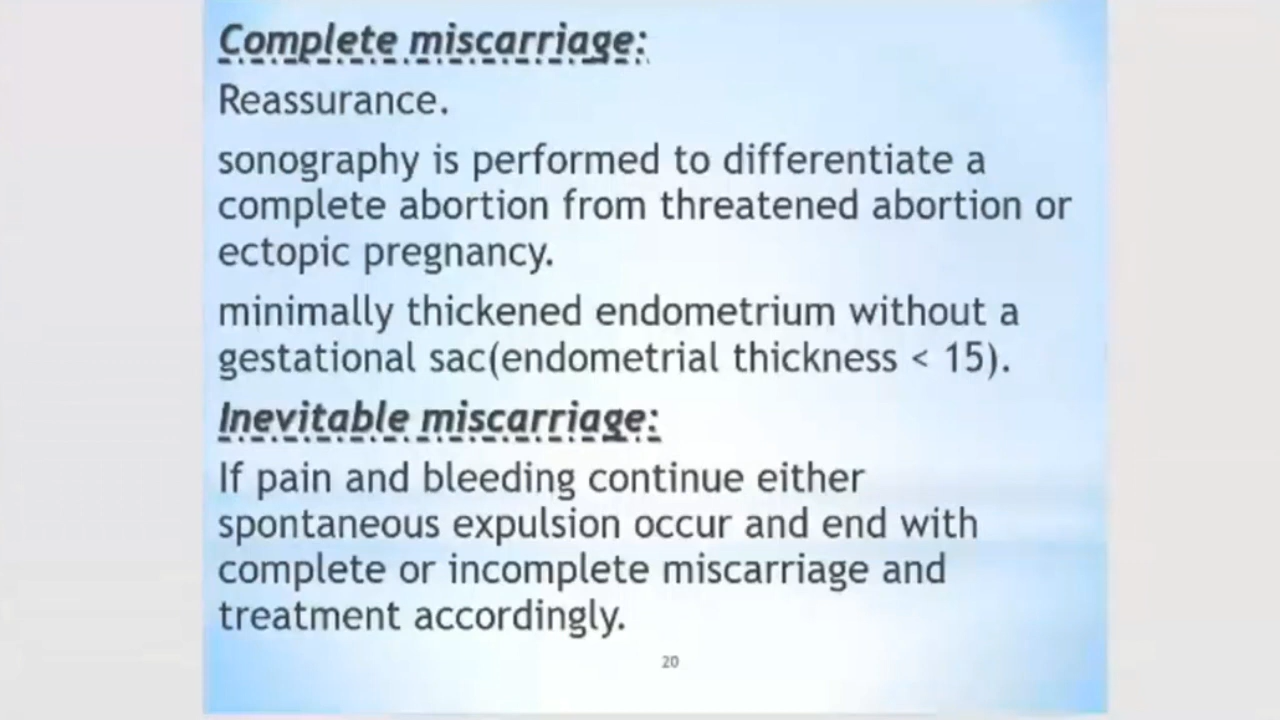 Complete miscarriage:
Reassurance.
sonography is performed to differentiate a
complete abortion from threatened abortion or
ectopic pregnancy.
minimally thickened endometrium without a
gestational sac(endometrial thickness < 15).
Inevitable miscarriage:
If pain and bleeding continue either
spontaneous expulsion occur and end with
complete or incomplete miscarriage and
treatment accordingly.
20